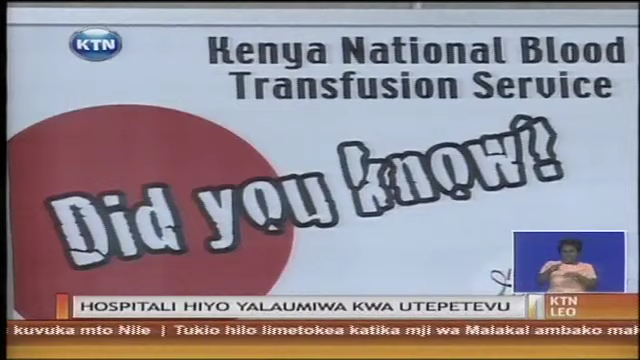 KTN
Kenya National Blood
Transfusion Service
Did you know?!
HOSPITALI HIYO YALAUMIWA KWA UTEPETEVU
KTN
LEO
kuvuka mto Nile | Tukio hilo limetokea katika mji wa Malakal ambako